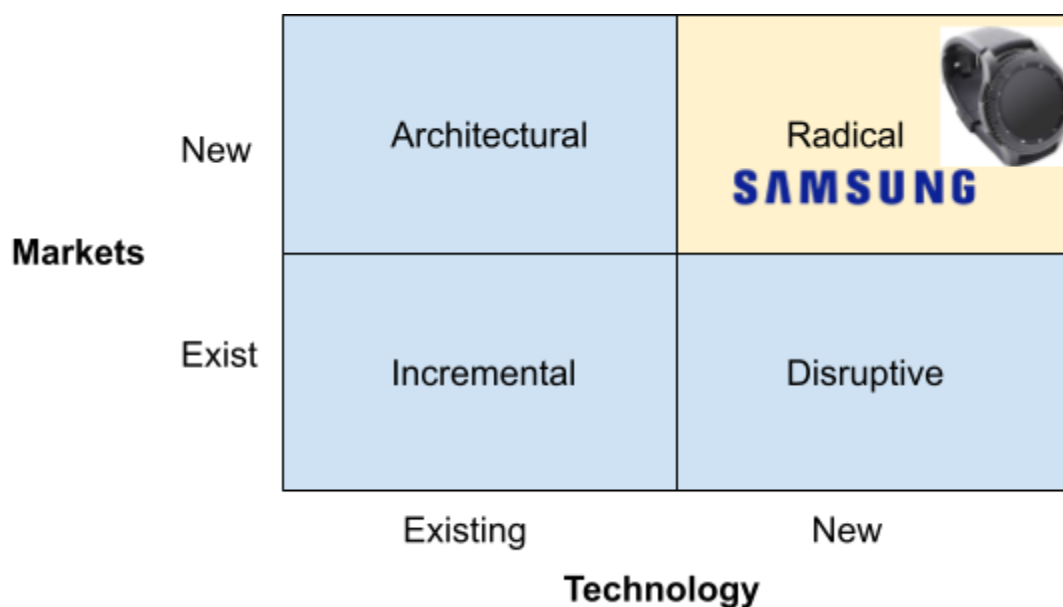 New
Architectural
Radical
SAMSUNG
Markets
Exist
Incremental
Disruptive
Existing
New
Technology